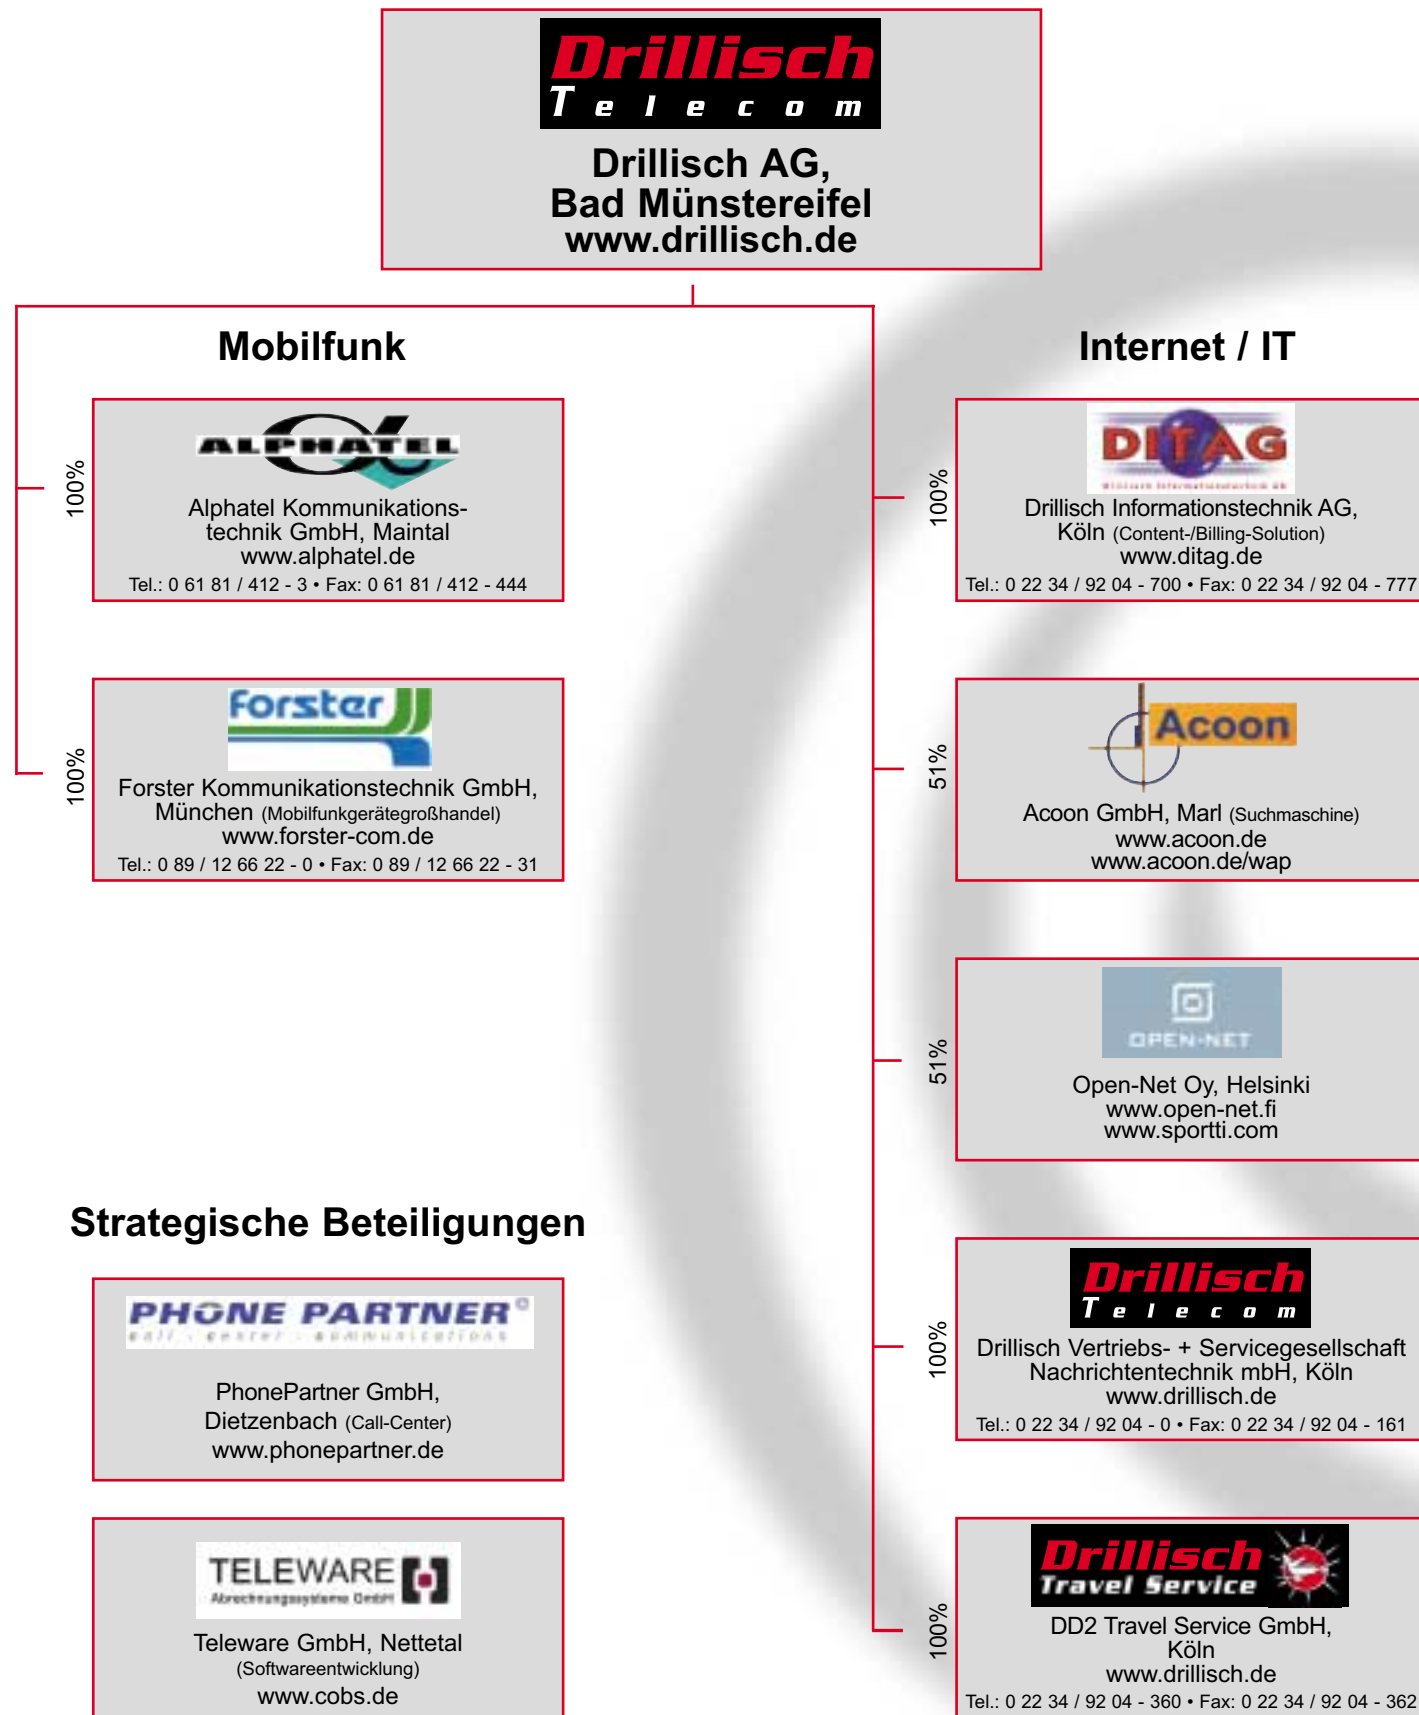 Drillisch
Telecom
Drillisch AG,
Bad Münstereifel
www.drillisch.de
Mobilfunk
100%
ALPHATEL
Alphatel Kommunikations-
technik GmbH, Maintal
www.alphatel.de
Tel.: 0 61 81 / 412 - 3 • Fax: 0 61 81 / 412 - 444
100%
Forster
Forster Kommunikationstechnik GmbH,
München (Mobilfunkgerätegroßhandel)
www.forster-com.de
Tel.: 0 89 / 12 66 22 - 0 • Fax: 0 89 / 12 66 22 - 31
Strategische Beteiligungen
PHONE PARTNER©
call - center - communications
PhonePartner GmbH,
Dietzenbach (Call-Center)
www.phonepartner.de
TELEWARE
Abrechnungssysteme GmbH
Teleware GmbH, Nettetal
(Softwareentwicklung)
www.cobs.de
Internet / IT
100%
DITAG
Drillisch Informationstechnik AG
Drillisch Informationstechnik AG,
Köln (Content-/Billing-Solution)
www.ditag.de
Tel.: 0 22 34 / 92 04 - 700 • Fax: 0 22 34 / 92 04 - 777
51%
Acoon
Acoon GmbH, Marl (Suchmaschine)
www.acoon.de
www.acoon.de/wap
51%
OPEN-NET
Open-Net Oy, Helsinki
www.open-net.fi
www.sportti.com
100%
Drillisch
Telecom
Drillisch Vertriebs- + Servicegesellschaft
Nachrichtentechnik mbH, Köln
www.drillisch.de
Tel.: 0 22 34 / 92 04 - 0 • Fax: 0 22 34 / 92 04 - 161
100%
Drillisch
Travel Service
DD2 Travel Service GmbH,
Köln
www.drillisch.de
Tel.: 0 22 34 / 92 04 - 360 • Fax: 0 22 34 / 92 04 - 362